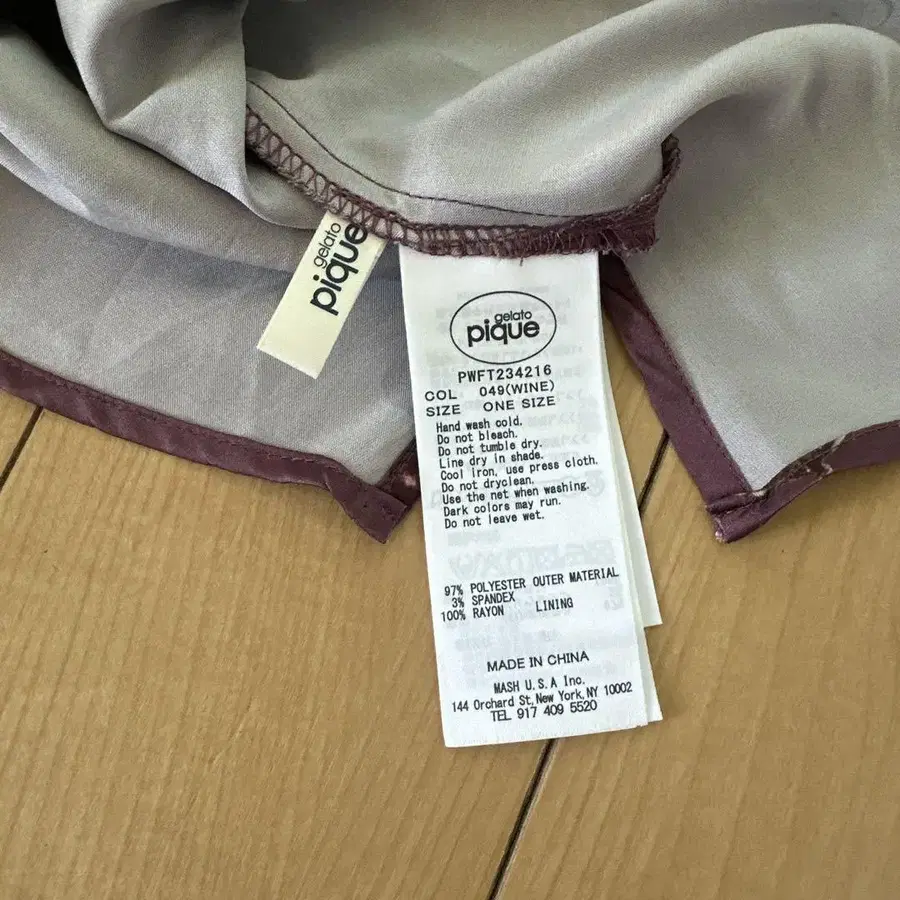 gelato
pique
gelato
pique
PWFT234216
COL 049(WINE)
SIZE ONE SIZE
Hand wash cold.
Do not bleach.
Do not tumble dry.
Line dry in shade.
Cool iron, use press cloth.
Do not dryclean.
Use the net when washing.
Dark colors may run.
Do not leave wet.
97% POLYESTER OUTER MATERIAL
3% SPANDEX
100% RAYON LINING
MADE IN CHINA
MASH U.S.A Inc.
144 Orchard St, New York, NY 10002
TEL 917 409 5520